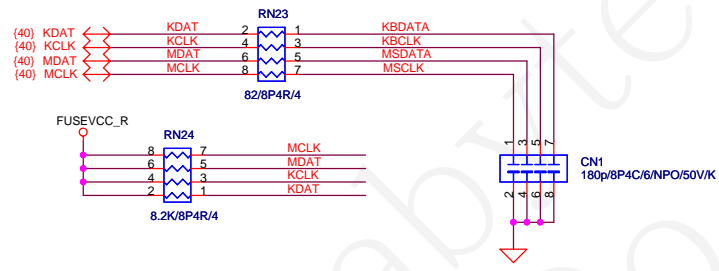 RN23
{40} KDAT KDAT 2 1 KBDATA
{40} KCLK KCLK 4 3 KBCLK
{40} MDAT MDAT 6 5 MSDATA
{40} MCLK MCLK 8 7 MSCLK
82/8P4R/4
FUSEVCC_R
RN24
8 7 MCLK
6 5 MDAT
4 3 KCLK
2 1 KDAT
8.2K/8P4R/4
1 3 5 7
CN1
180p/8P4C/6/NPO/50V/K
2 4 6 8